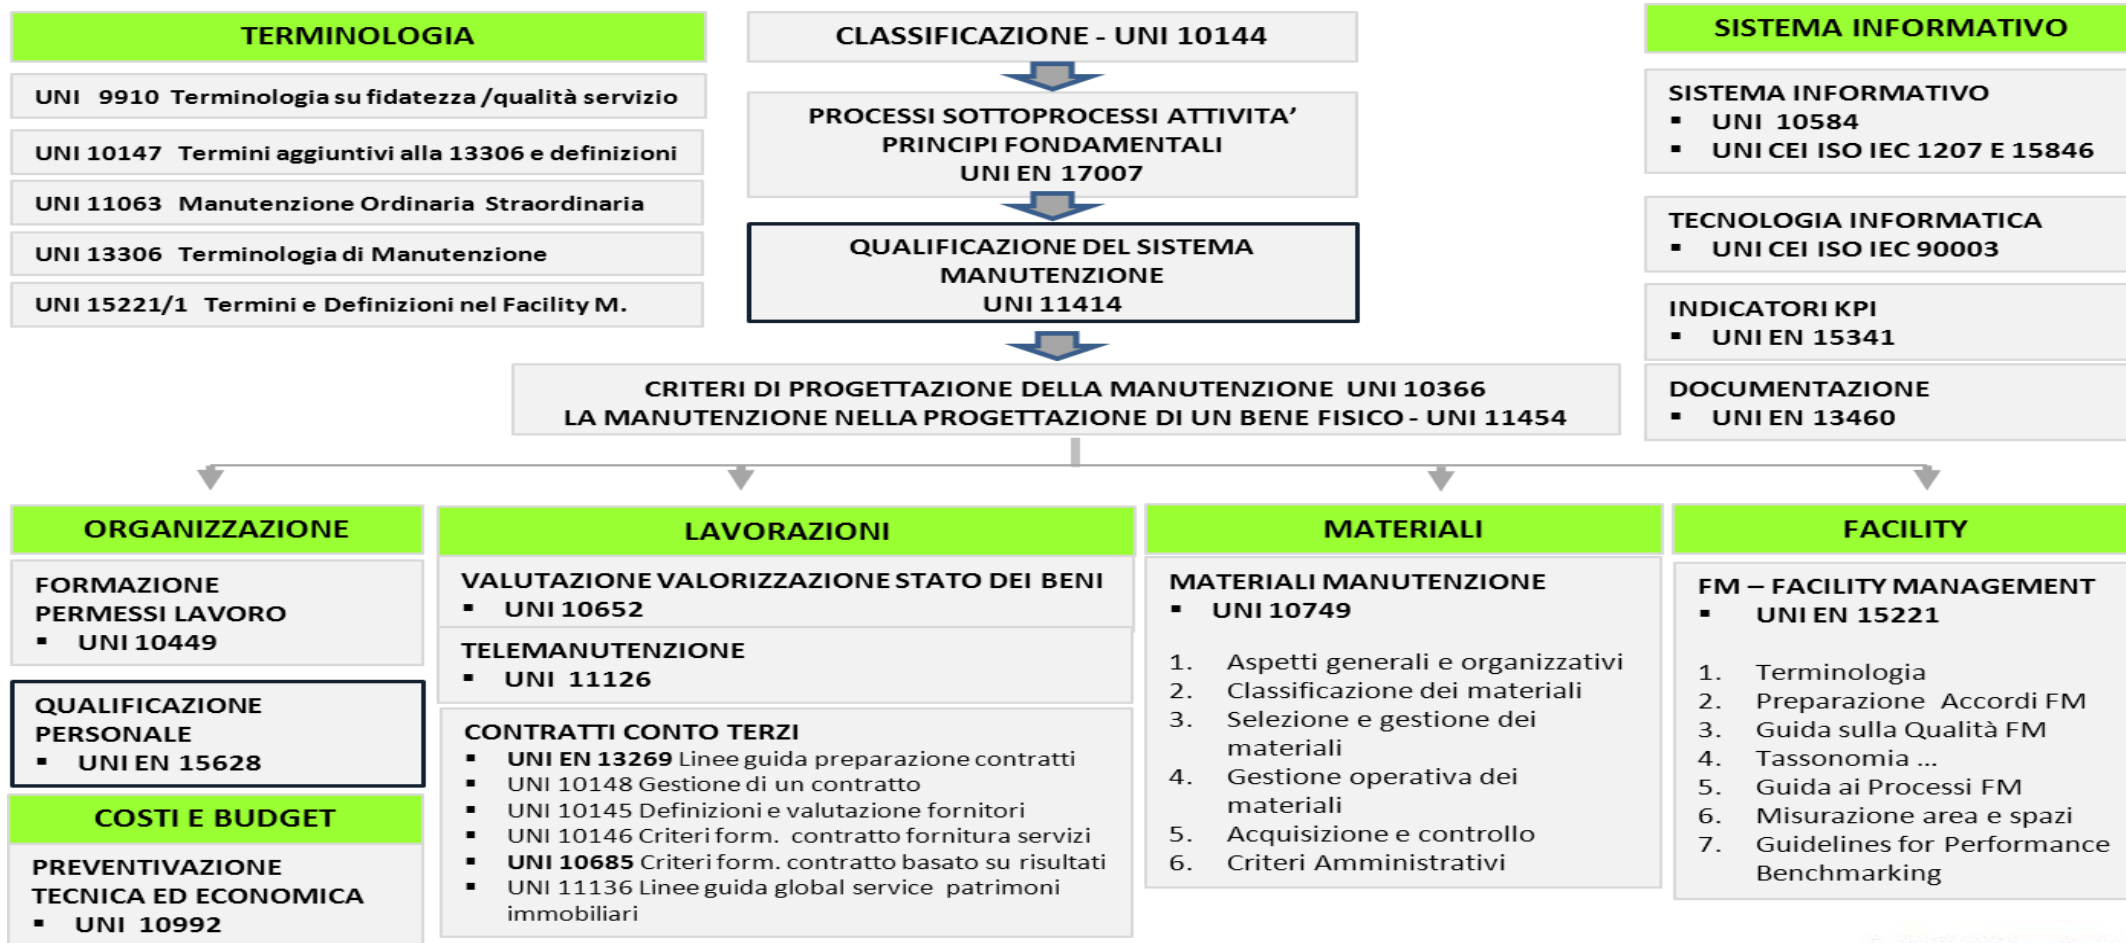 TERMINOLOGIA
UNI 9910 Terminologia su fidatezza /qualità servizio
UNI 10147 Termini aggiuntivi alla 13306 e definizioni
UNI 11063 Manutenzione Ordinaria Straordinaria
UNI 13306 Terminologia di Manutenzione
UNI 15221/1 Termini e Definizioni nel Facility M.
CLASSIFICAZIONE - UNI 10144
PROCESSI SOTTOPROCESSI ATTIVITA’
PRINCIPI FONDAMENTALI
UNI EN 17007
QUALIFICAZIONE DEL SISTEMA
MANUTENZIONE
UNI 11414
SISTEMA INFORMATIVO
SISTEMA INFORMATIVO
▪ UNI 10584
▪ UNI CEI ISO IEC 1207 E 15846
TECNOLOGIA INFORMATICA
▪ UNI CEI ISO IEC 90003
INDICATORI KPI
▪ UNI EN 15341
DOCUMENTAZIONE
▪ UNI EN 13460
CRITERI DI PROGETTAZIONE DELLA MANUTENZIONE UNI 10366
LA MANUTENZIONE NELLA PROGETTAZIONE DI UN BENE FISICO - UNI 11454
ORGANIZZAZIONE
FORMAZIONE
PERMESSI LAVORO
▪ UNI 10449
QUALIFICAZIONE
PERSONALE
▪ UNI EN 15628
COSTI E BUDGET
PREVENTIVAZIONE
TECNICA ED ECONOMICA
▪ UNI 10992
LAVORAZIONI
VALUTAZIONE VALORIZZAZIONE STATO DEI BENI
▪ UNI 10652
TELEMANUTENZIONE
▪ UNI 11126
CONTRATTI CONTO TERZI
▪ UNI EN 13269 Linee guida preparazione contratti
▪ UNI 10148 Gestione di un contratto
▪ UNI 10145 Definizioni e valutazione fornitori
▪ UNI 10146 Criteri form. contratto fornitura servizi
▪ UNI 10685 Criteri form. contratto basato su risultati
▪ UNI 11136 Linee guida global service patrimoni
immobiliari
MATERIALI
MATERIALI MANUTENZIONE
▪ UNI 10749
1. Aspetti generali e organizzativi
2. Classificazione dei materiali
3. Selezione e gestione dei
materiali
4. Gestione operativa dei
materiali
5. Acquisizione e controllo
6. Criteri Amministrativi
FACILITY
FM – FACILITY MANAGEMENT
▪ UNI EN 15221
1. Terminologia
2. Preparazione Accordi FM
3. Guida sulla Qualità FM
4. Tassonomia ...
5. Guida ai Processi FM
6. Misurazione area e spazi
7. Guidelines for Performance
Benchmarking